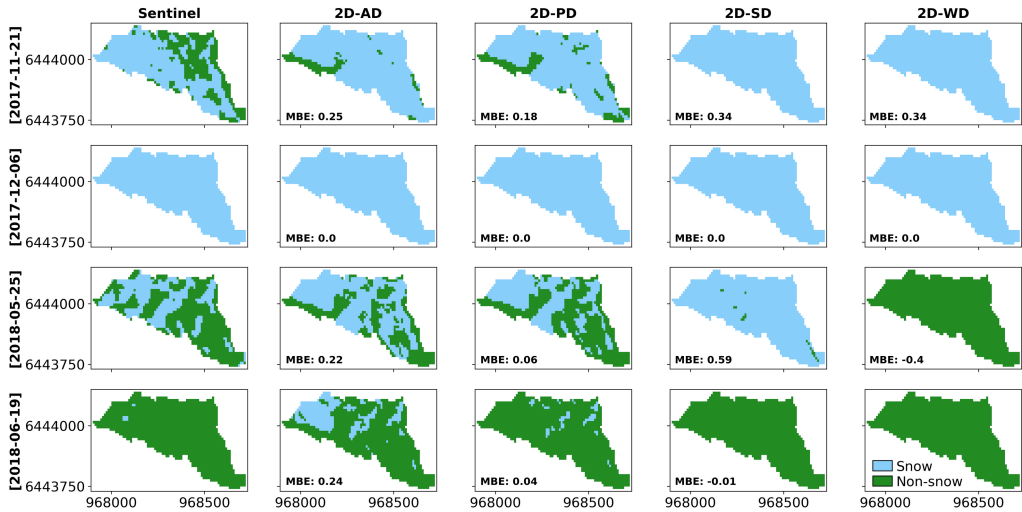 Sentinel 2D-AD 2D-PD 2D-SD 2D-WD
[2017-11-21]
6444000
6443750
MBE: 0.25 MBE: 0.18 MBE: 0.34 MBE: 0.34
[2017-12-06]
6444000
6443750
MBE: 0.0 MBE: 0.0 MBE: 0.0 MBE: 0.0
[2018-05-25]
6444000
6443750
MBE: 0.22 MBE: 0.06 MBE: 0.59 MBE: -0.4
[2018-06-19]
6444000
6443750
MBE: 0.24 MBE: 0.04 MBE: -0.01
Snow
Non-snow
968000 968500 968000 968500 968000 968500 968000 968500 968000 968500